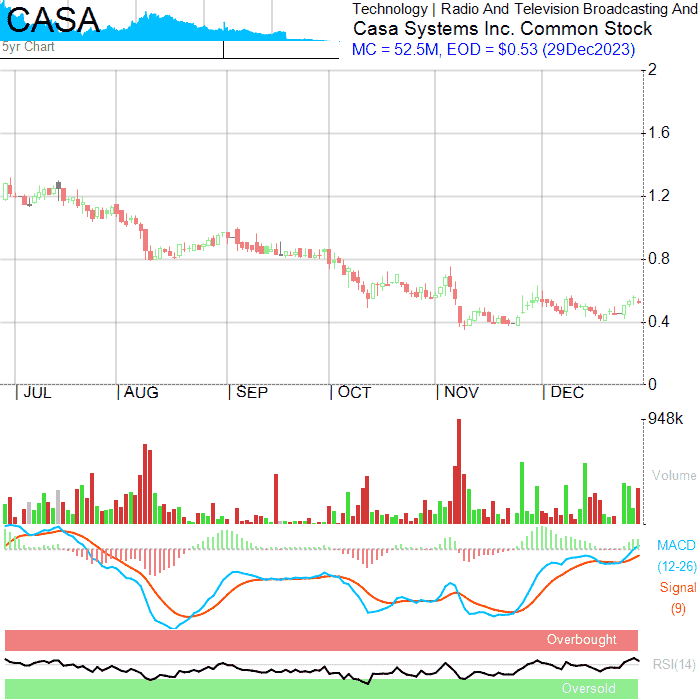 CASA
5yr Chart
Technology | Radio And Television Broadcasting And
Casa Systems Inc. Common Stock
MC = 52.5M, EOD = $0.53 (29Dec2023)
2
1.6
1.2
0.8
0.4
0
JUL AUG SEP OCT NOV DEC
948k
Volume
MACD
(12-26)
Signal
(9)
Overbought
RSI(14)
Oversold